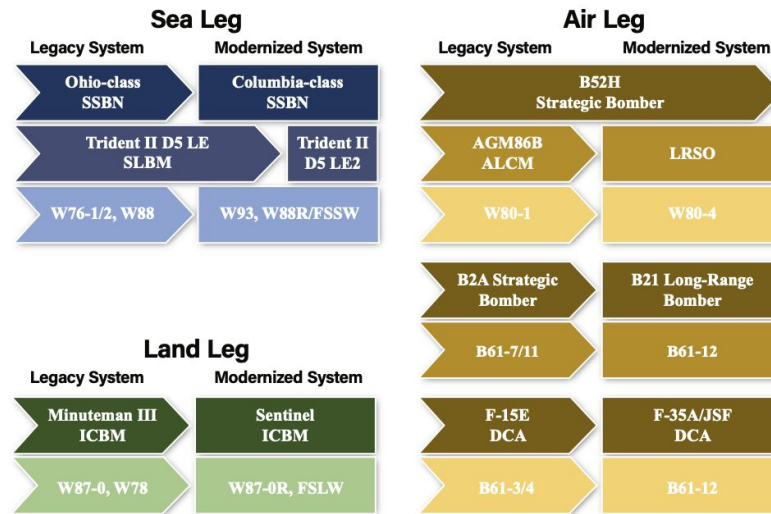 Sea Leg
Legacy System
Modernized System
Ohio-class
SSBN
Columbia-class
SSBN
Trident II D5 LE
SLBM
Trident II
D5 LE2
W76-1/2, W88
W93, W88R/FSSW
Land Leg
Legacy System
Modernized System
Minuteman III
ICBM
Sentinel
ICBM
W87-0, W78
W87-0R, FSLW
Air Leg
Legacy System
Modernized System
B52H
Strategic Bomber
AGM86B
ALCM
LRSO
W80-1
W80-4
B2A Strategic
Bomber
B21 Long-Range
Bomber
B61-7/11
B61-12
F-15E
DCA
F-35A/JSF
DCA
B61-3/4
B61-12